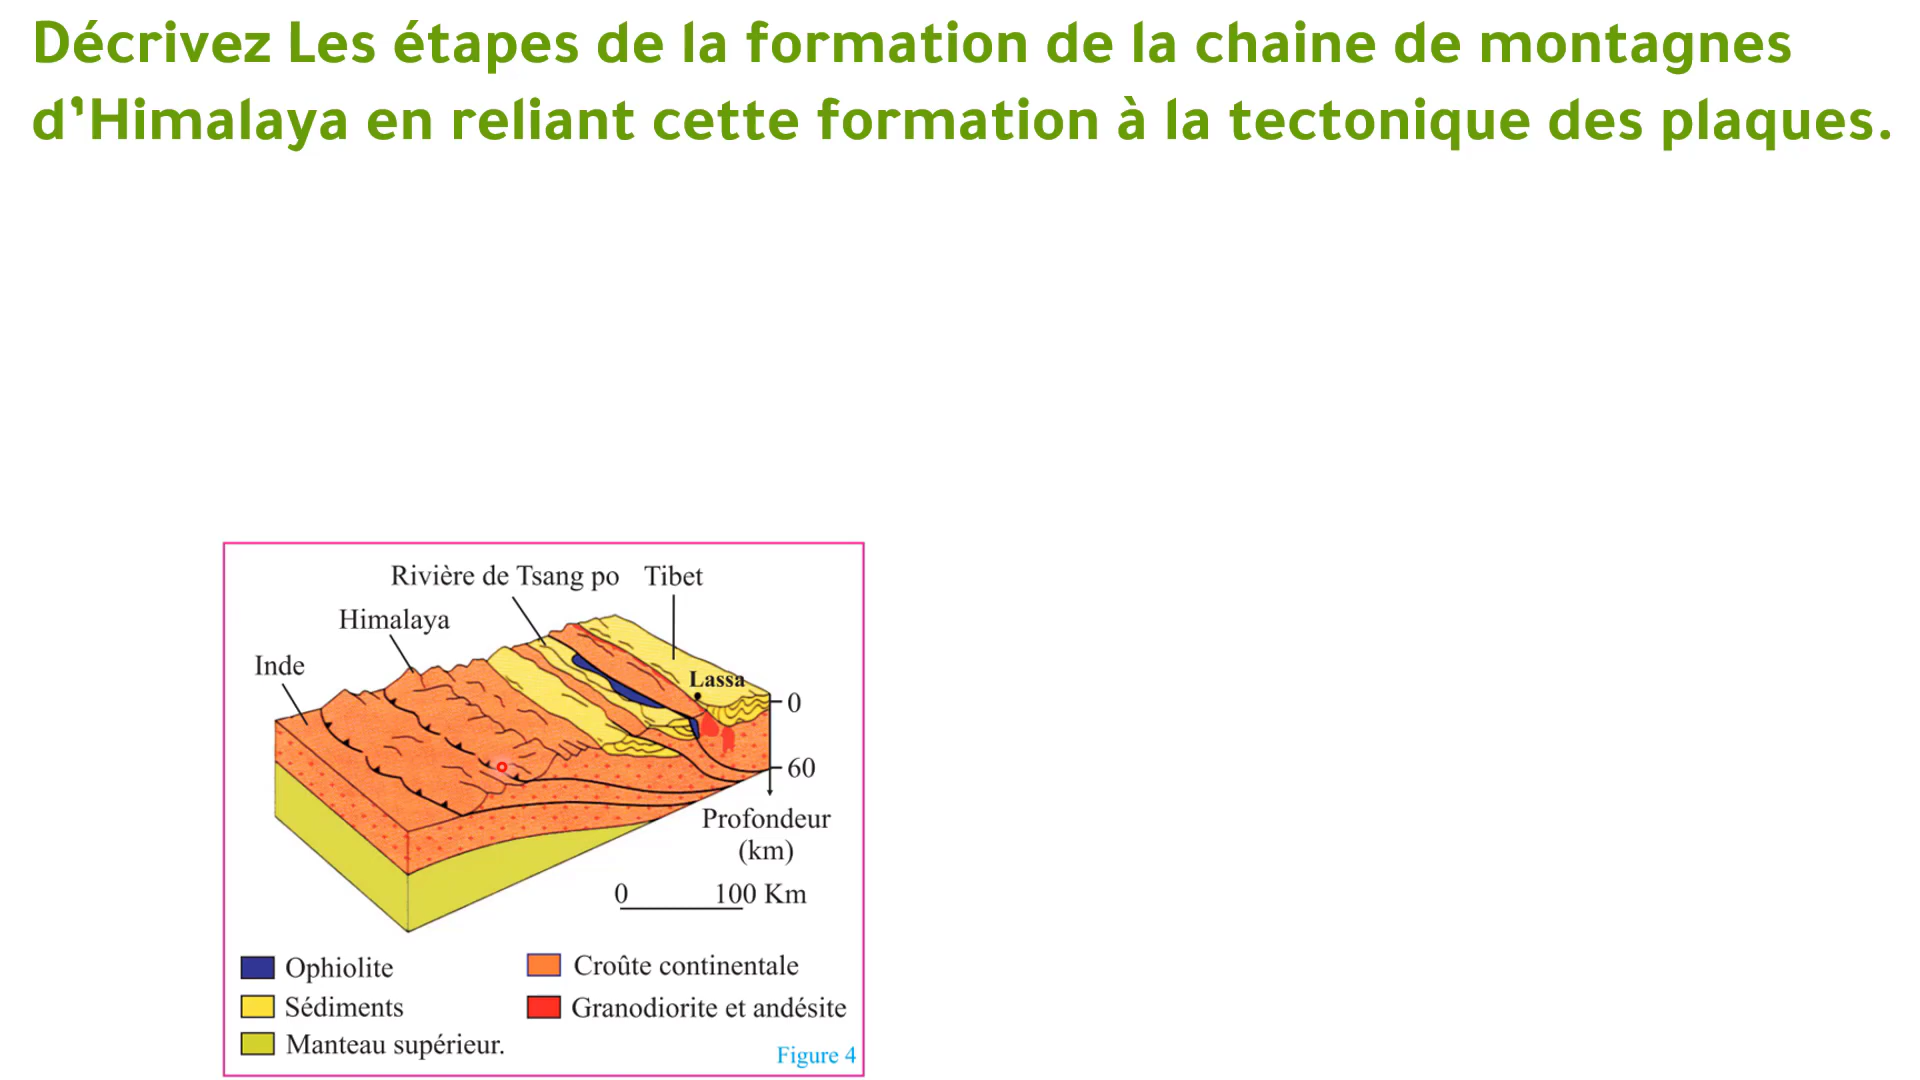 Décrivez Les étapes de la formation de la chaine de montagnes
d’Himalaya en reliant cette formation à la tectonique des plaques.
Rivière de Tsang po Tibet
Himalaya
Inde
Lassa
0
60
Profondeur
(km)
0 100 Km
Ophiolite Croûte continentale
Sédiments Granodiorite et andésite
Manteau supérieur.
Figure 4